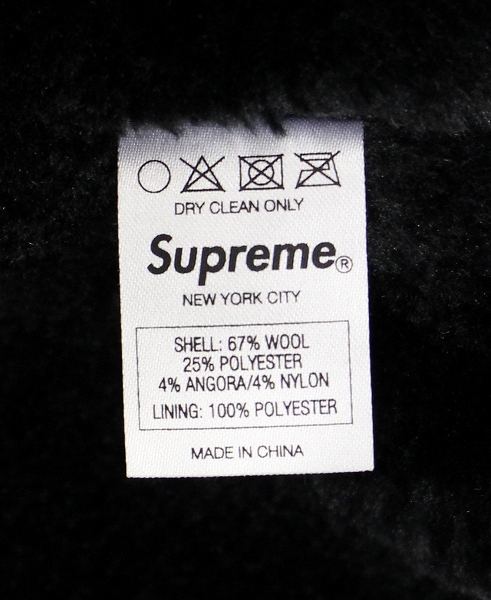 DRY CLEAN ONLY
Supreme®
NEW YORK CITY
SHELL: 67% WOOL
25% POLYESTER
4% ANGORA/4% NYLON
LINING: 100% POLYESTER
MADE IN CHINA